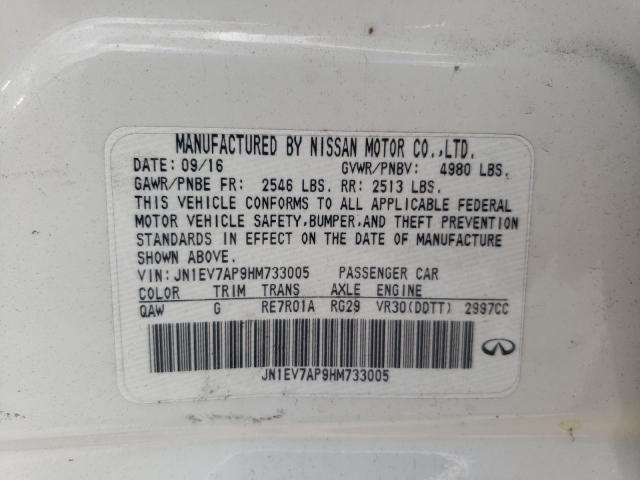 MANUFACTURED BY NISSAN MOTOR CO.,LTD.
DATE: 09/16 GVWR/PNBV: 4980 LBS.
GAWR/PNBE FR: 2546 LBS. RR: 2513 LBS.
THIS VEHICLE CONFORMS TO ALL APPLICABLE FEDERAL
MOTOR VEHICLE SAFETY,BUMPER,AND THEFT PREVENTION
STANDARDS IN EFFECT ON THE DATE OF MANUFACTURE
SHOWN ABOVE.
VIN: JN1EV7AP9HM733005 PASSENGER CAR
COLOR TRIM TRANS AXLE ENGINE
QAW G RE7R01A RG29 VR30(DDTT) 2997CC
JN1EV7AP9HM733005